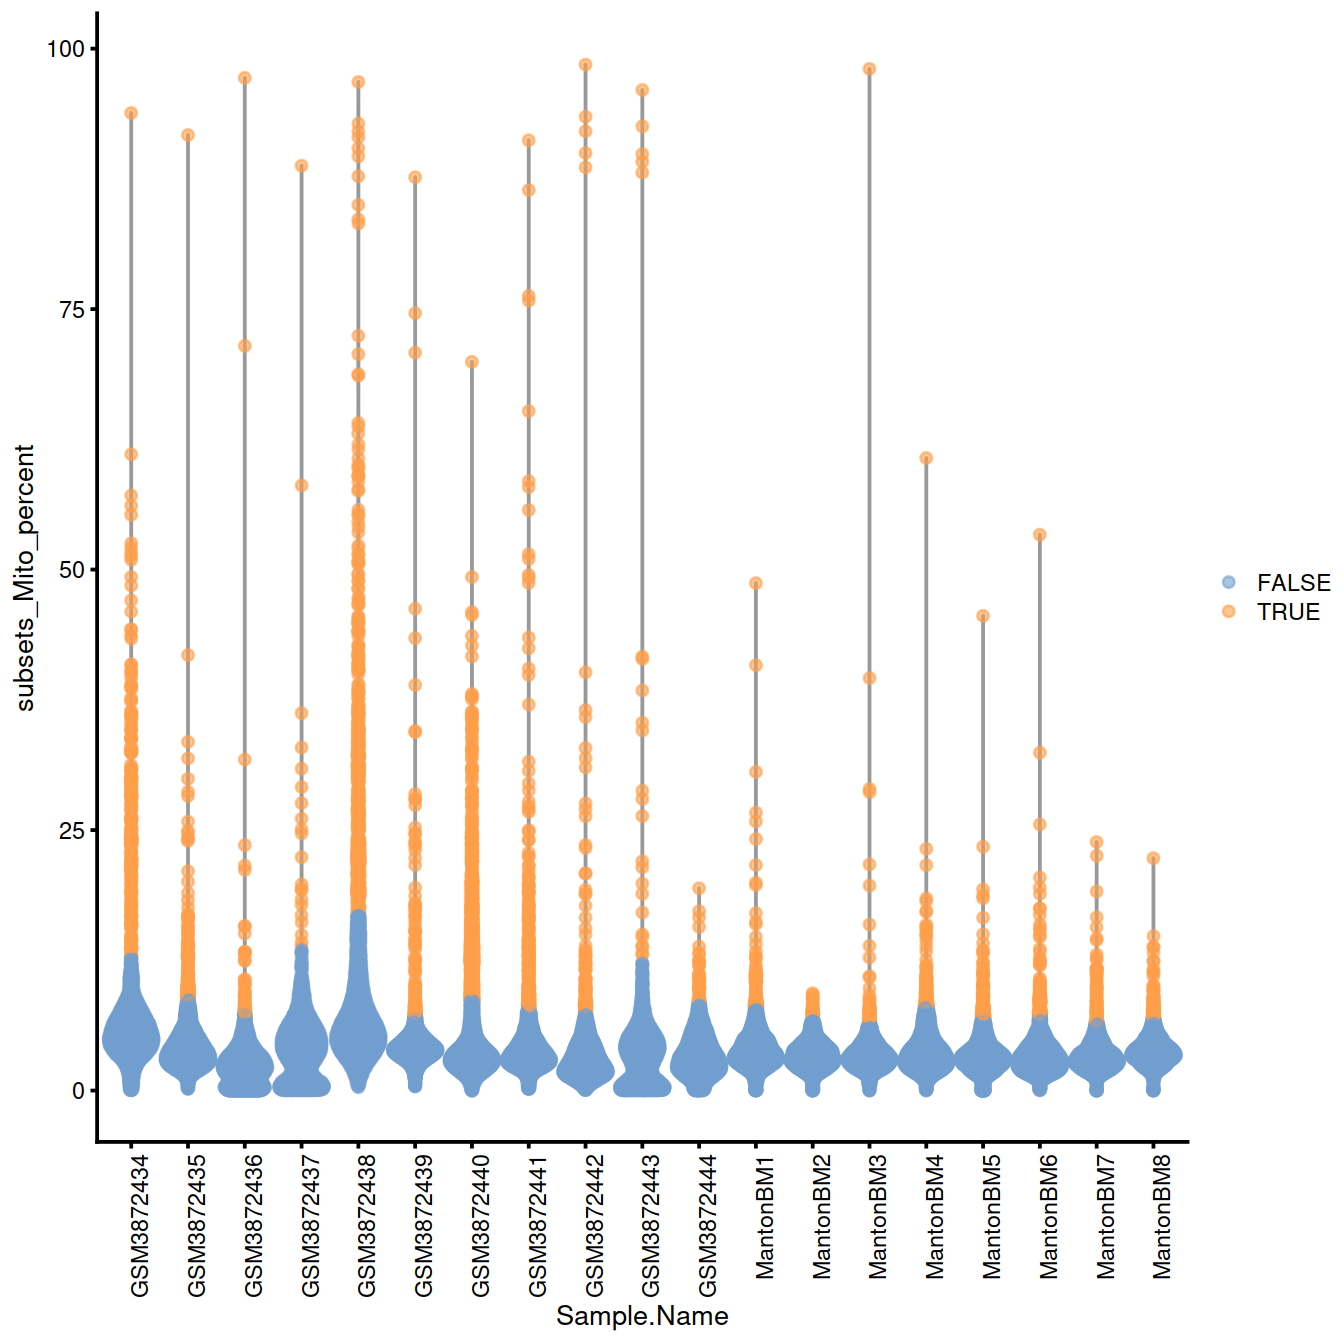 100
75
50
25
0
subsets_Mito_percent
GSM3872434
GSM3872435
GSM3872436
GSM3872437
GSM3872438
GSM3872439
GSM3872440
GSM3872441
GSM3872442
GSM3872443
GSM3872444
MantonBM1
MantonBM2
MantonBM3
MantonBM4
MantonBM5
MantonBM6
MantonBM7
MantonBM8
Sample.Name
FALSE
TRUE